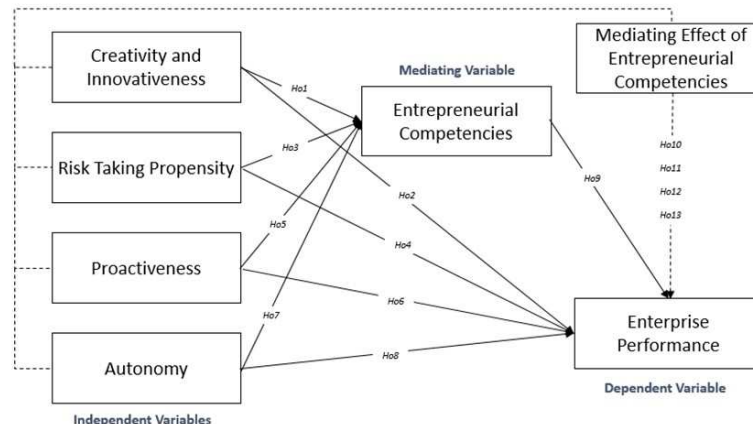 Creativity and
Innovativeness
Mediating Effect of
Entrepreneurial
Competencies
Mediating Variable
Ho1
Entrepreneurial
Competencies
Risk Taking Propensity
Ho3
Ho10
Ho11
Ho12
Ho13
Ho9
Ho2
Ho5
Ho4
Proactiveness
Ho6
Ho7
Enterprise
Performance
Ho8
Autonomy
Dependent Variable
Independent Variables